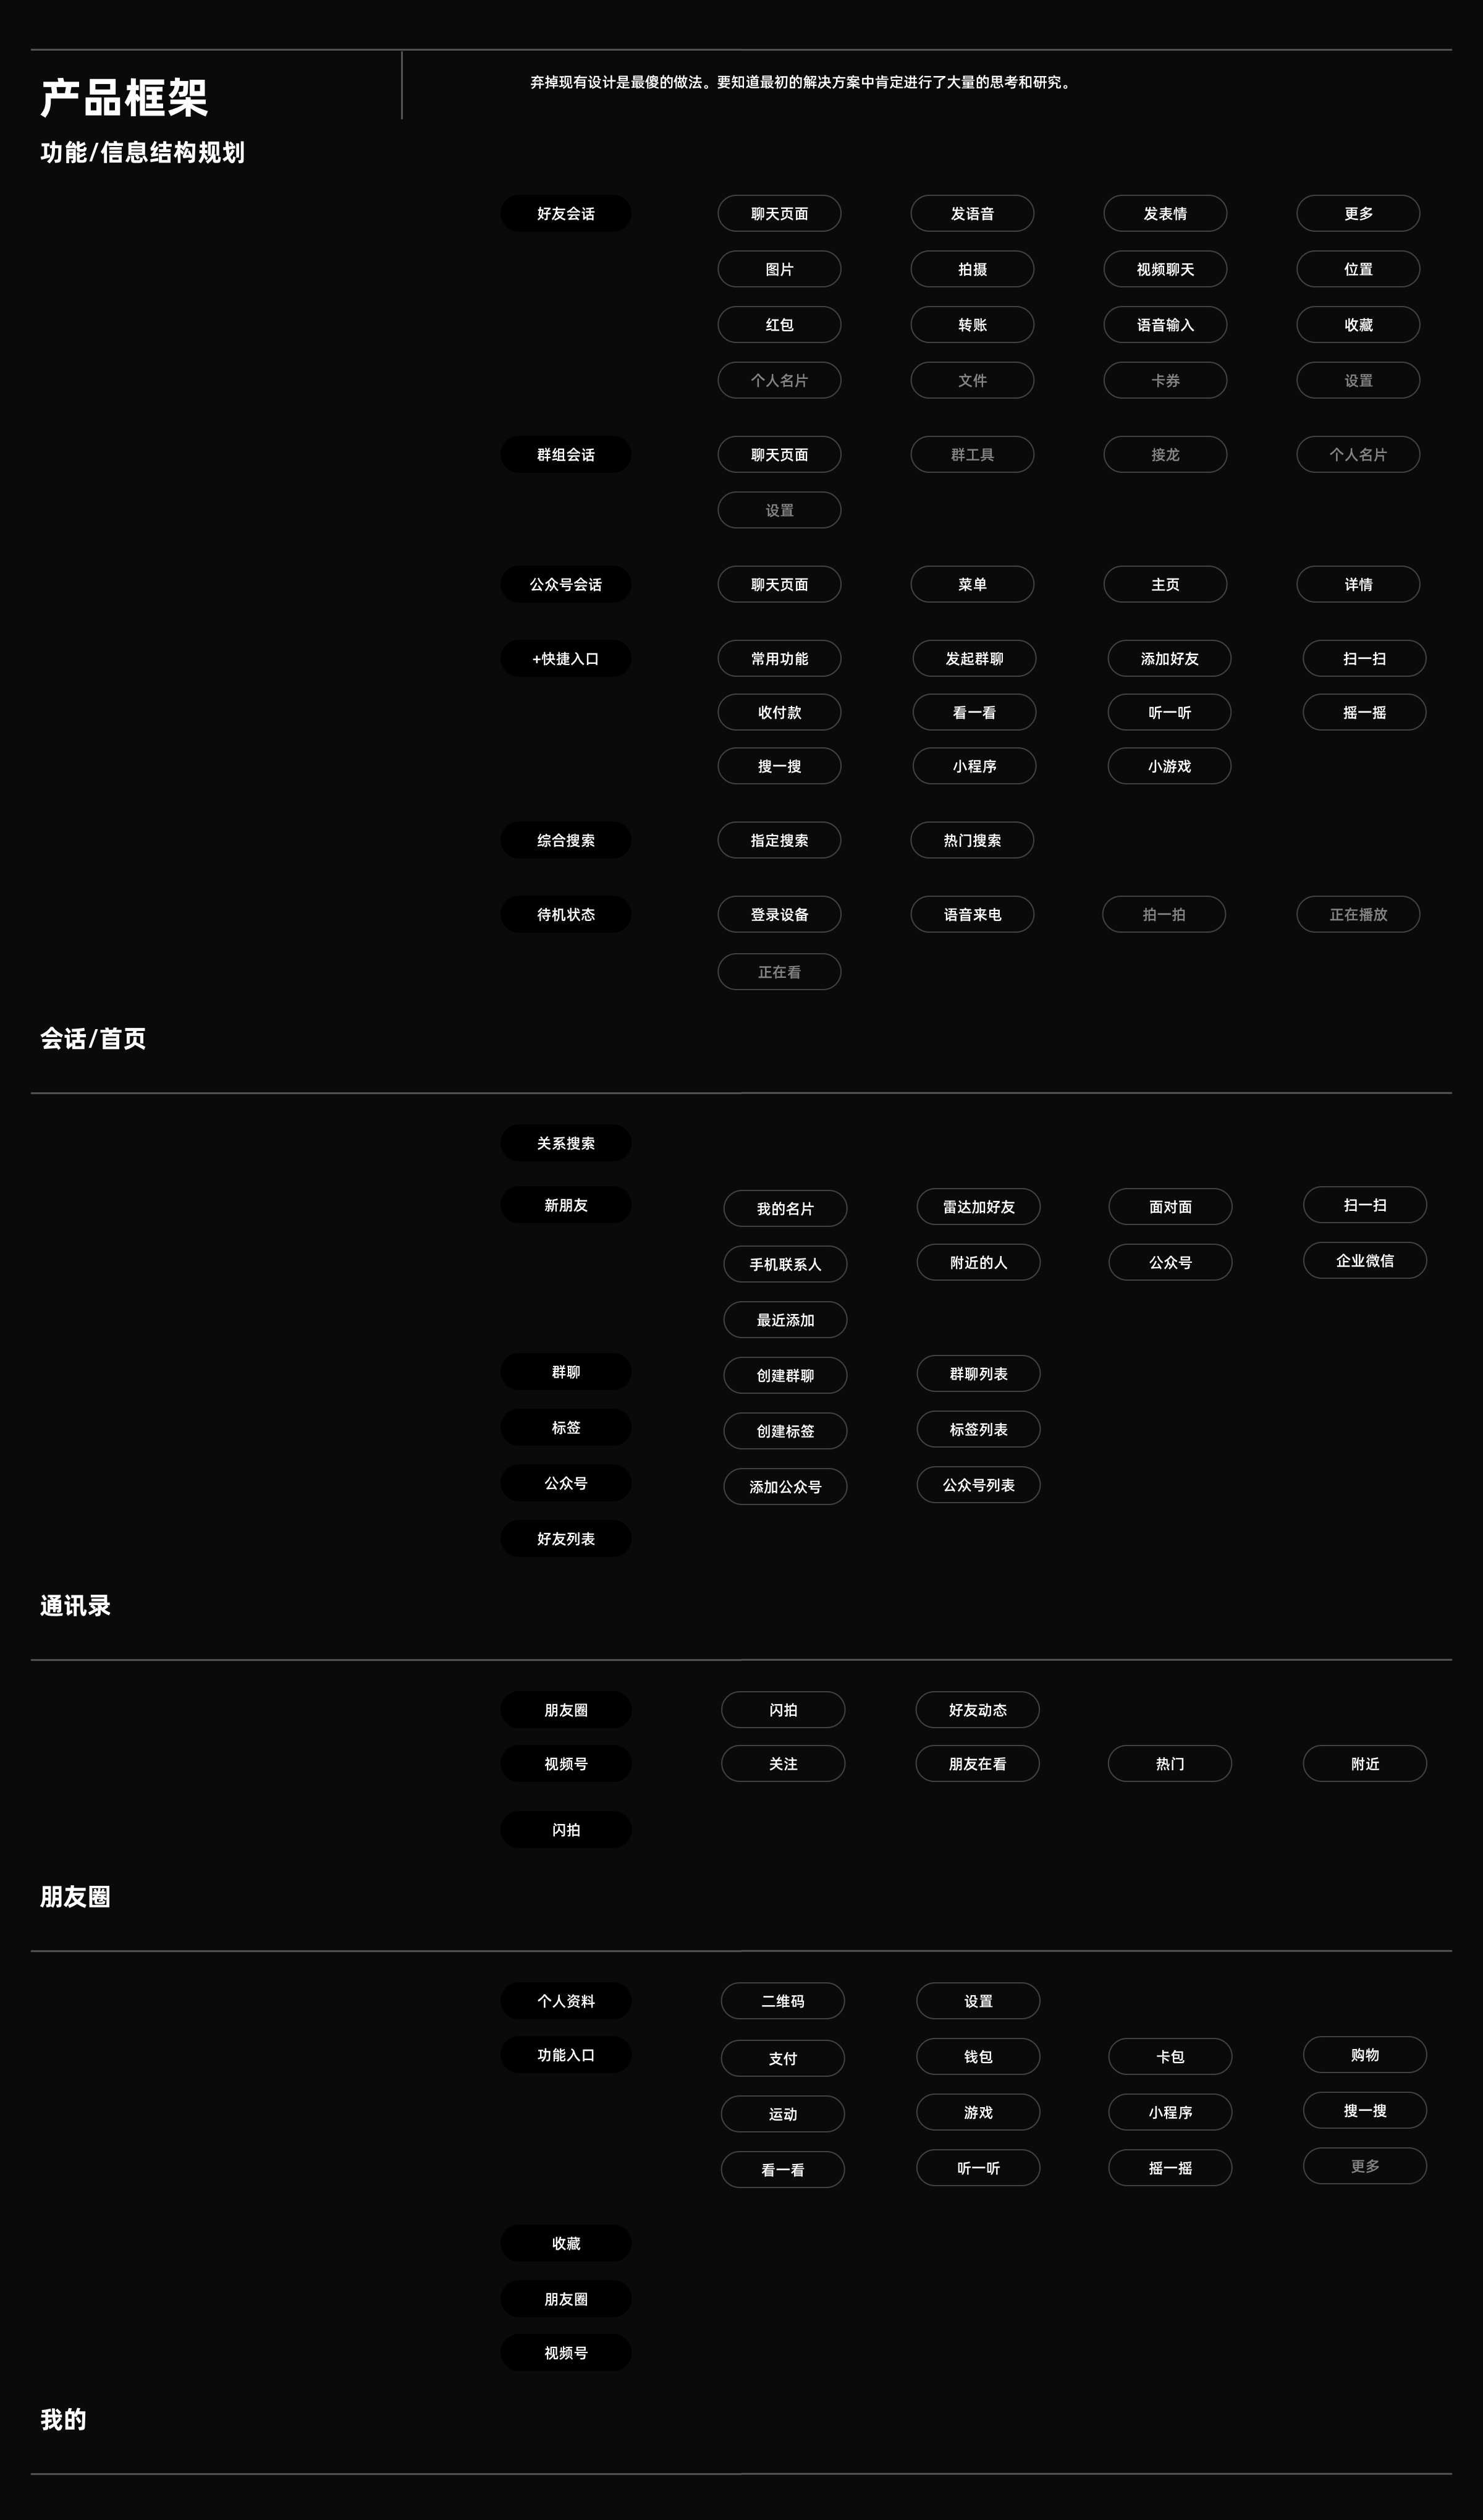 产品框架
弃掉现有设计是最傻的做法。要知道最初的解决方案中肯定进行了大量的思考和研究。
功能/信息结构规划
好友会话 聊天页面 发语音 发表情 更多
图片 拍摄 视频聊天 位置
红包 转账 语音输入 收藏
个人名片 文件 卡券 设置
群组会话 聊天页面 群工具 接龙 个人名片
设置
公众号会话 聊天页面 菜单 主页 详情
+快捷入口 常用功能 发起群聊 添加好友 扫一扫
收付款 看一看 听一听 摇一摇
搜一搜 小程序 小游戏
综合搜索 指定搜索 热门搜索
待机状态 登录设备 语音来电 拍一拍 正在播放
正在看
会话/首页
关系搜索
新朋友 我的名片 雷达加好友 面对面 扫一扫
手机联系人 附近的人 公众号 企业微信
最近添加
群聊 创建群聊 群聊列表
标签 创建标签 标签列表
公众号 添加公众号 公众号列表
好友列表
通讯录
朋友圈 闪拍 好友动态
视频号 关注 朋友在看 热门 附近
闪拍
朋友圈
个人资料 二维码 设置
功能入口 支付 钱包 卡包 购物
运动 游戏 小程序 搜一搜
看一看 听一听 摇一摇 更多
收藏
朋友圈
视频号
我的